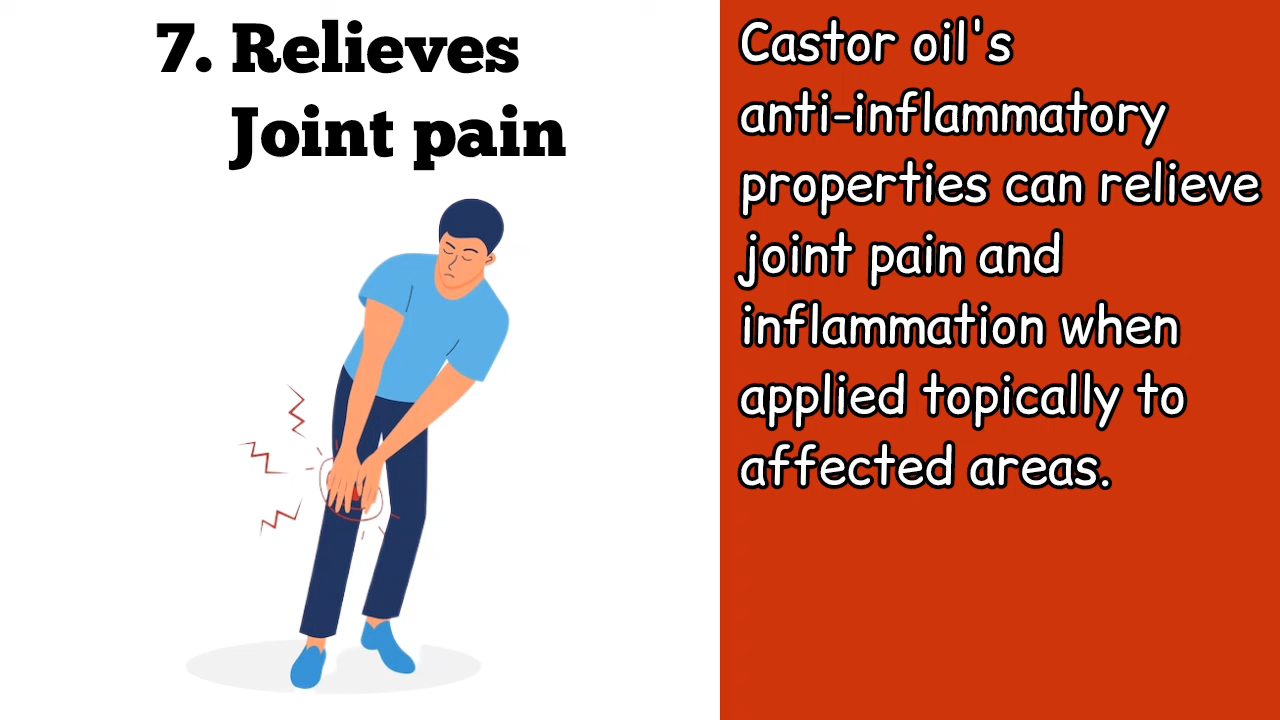 7. Relieves
Joint pain
Castor oil's
anti-inflammatory
properties can relieve
joint pain and
inflammation when
applied topically to
affected areas.